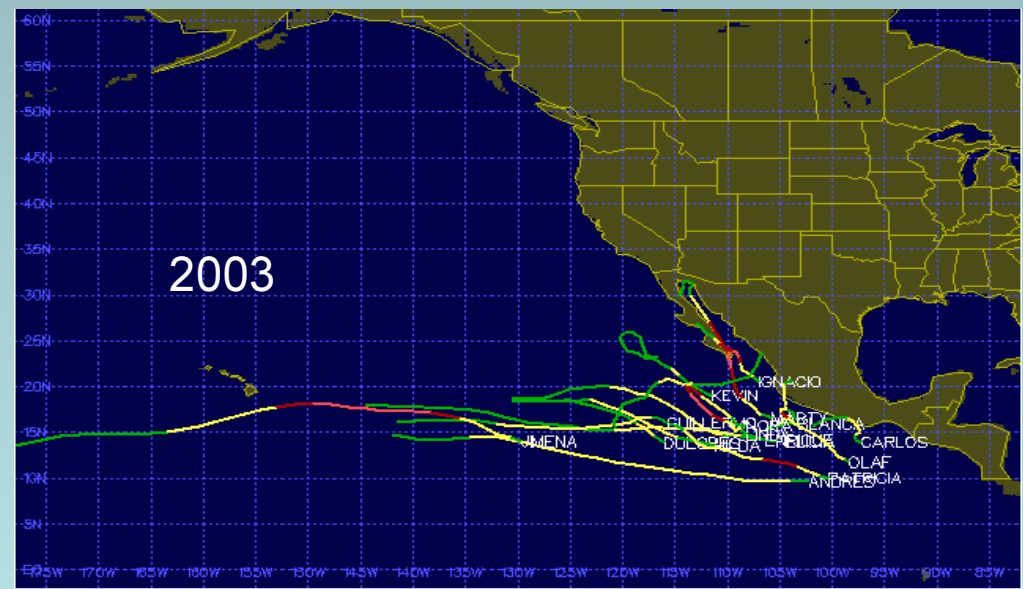 60N
55N
50N
45N
40N
35N
2003
30N
25N
20N
IGNACIO
KEVIN
MARTY
BLANCA
15N
JIMENA
CARLOS
OLAF
10N
PATRICIA
ANDRES
5N
EQ
175W 170W 165W 160W 155W 150W 145W 140W 135W 130W 125W 120W 115W 110W 105W 100W 95W 90W 85W